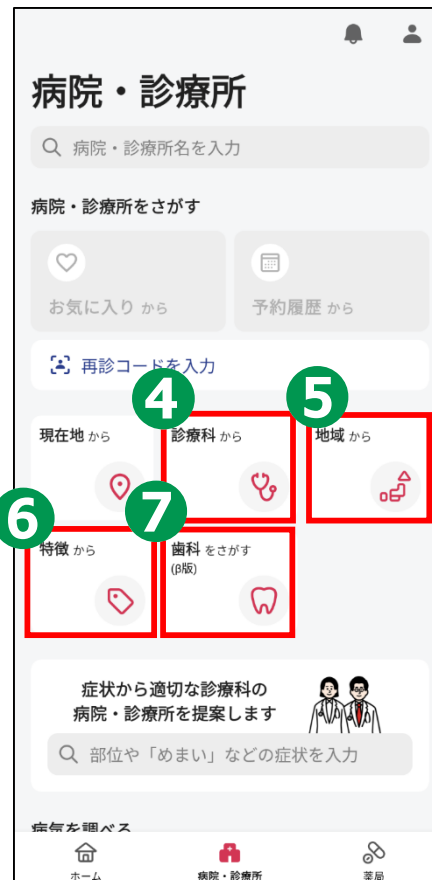 病院・診療所
病院・診療所名を入力
病院・診療所をさがす
お気に入り から
予約履歴 から
再診コードを入力
4
5
現在地 から
診療科 から
地域 から
6
7
特徴 から
歯科 をさがす
(β版)
症状から適切な診療科の
病院・診療所を提案します
部位や「めまい」などの症状を入力
病気を調べる
ホーム
病院・診療所
薬局